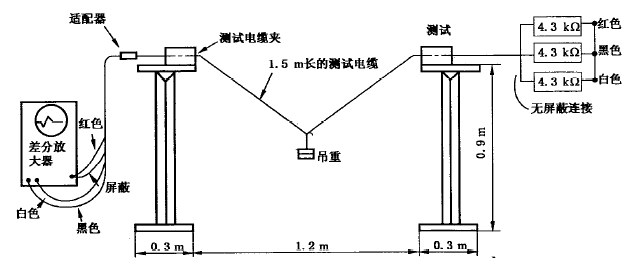 适配器
测试电缆夹
1.5 m长的测试电缆
测试
4.3 kΩ
红色
4.3 kΩ
黑色
4.3 kΩ
白色
无屏蔽连接
红色
差分放
大器
屏蔽
白色
黑色
吊重
0.9 m
0.3 m
1.2 m
0.3 m